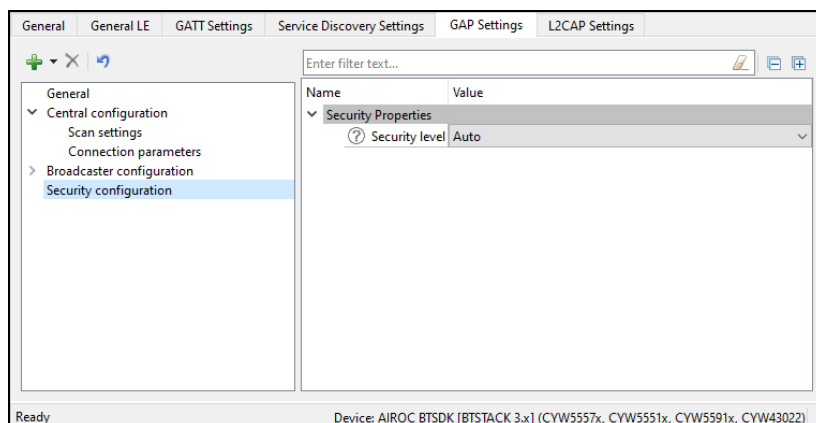 General General LE GATT Settings Service Discovery Settings GAP Settings L2CAP Settings
Enter filter text...
General
Central configuration
Scan settings
Connection parameters
Broadcaster configuration
Security configuration
Name Value
Security Properties
Security level Auto
Ready Device: AIROC BTSDK [BTSTACK 3.x] (CYW5557x, CYW5551x, CYW5591x, CYW43022)